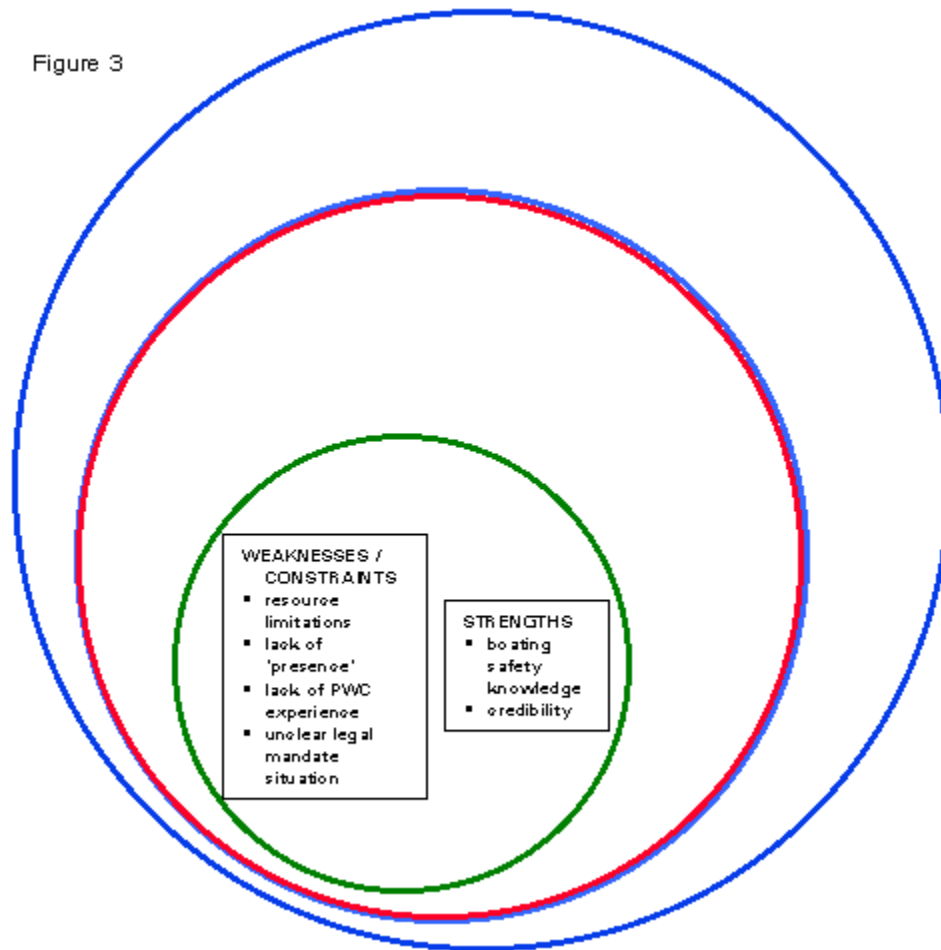 Figure 3
WEAKNESSES /
CONSTRAINTS
▪ resource
limitations
▪ lack of
'presence'
▪ lack of PWC
experience
▪ unclear legal
mandate
situation
STRENGTHS
▪ boating
safety
knowledge
▪ credibility